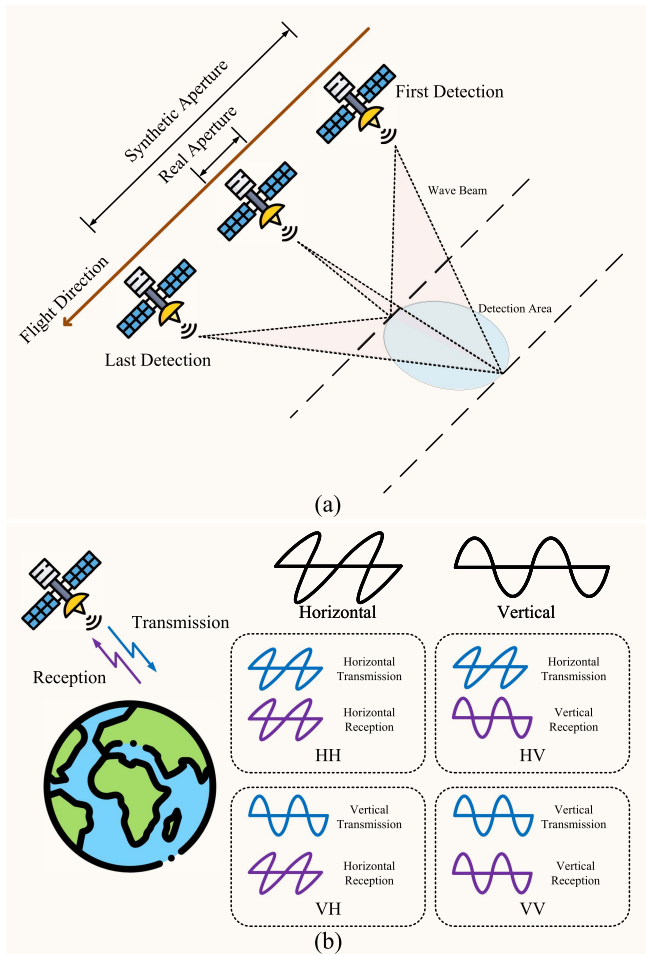 Synthetic Aperture
Real Aperture
First Detection
Wave Beam
Flight Direction
Detection Area
Last Detection
(a)
Transmission
Reception
Horizontal
Vertical
Horizontal
Transmission
Horizontal
Reception
HH
Horizontal
Transmission
Vertical
Reception
HV
Vertical
Transmission
Horizontal
Reception
VH
Vertical
Transmission
Vertical
Reception
VV
(b)